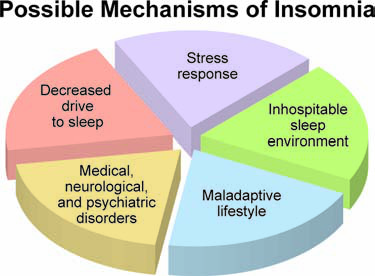 Possible Mechanisms of Insomnia
Stress
response
Inhospitable
sleep
environment
Maladaptive
lifestyle
Medical,
neurological,
and psychiatric
disorders
Decreased
drive
to sleep